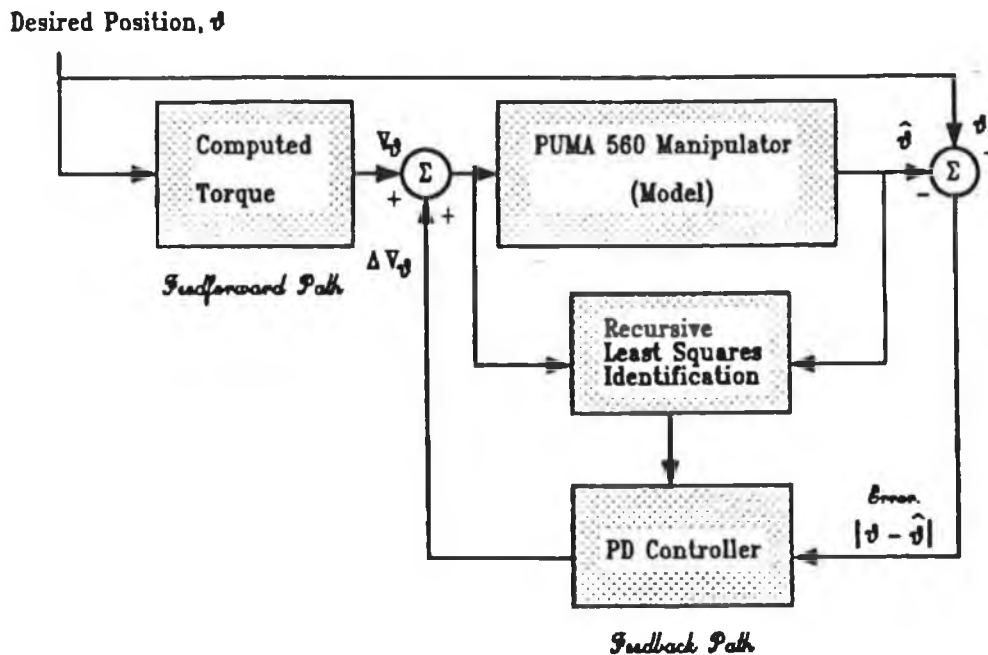 Desired Position, ϑ
Computed
Torque
V_ϑ
Σ
+
+
PUMA 560 Manipulator
(Model)
ϑ̂
ϑ
Σ
-
Feedforward Path
Δ V_ϑ
Recursive
Least Squares
Identification
PD Controller
Error.
|ϑ - ϑ̂|
Feedback Path